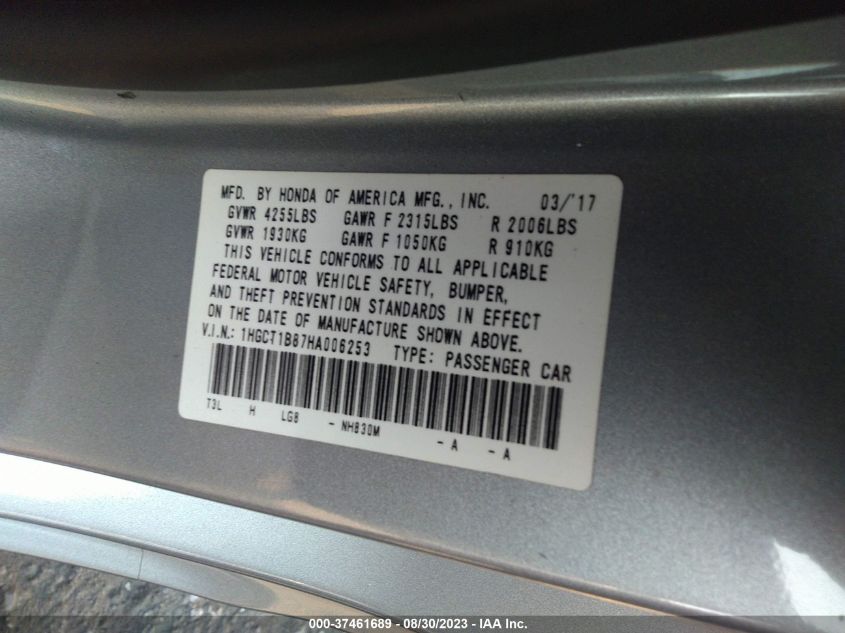 MFD. BY HONDA OF AMERICA MFG., INC. 03/'17
GVWR 4255LBS GAWR F 2315LBS R 2006LBS
GVWR 1930KG GAWR F 1050KG R 910KG
THIS VEHICLE CONFORMS TO ALL APPLICABLE
FEDERAL MOTOR VEHICLE SAFETY, BUMPER,
AND THEFT PREVENTION STANDARDS IN EFFECT
ON THE DATE OF MANUFACTURE SHOWN ABOVE.
V.I.N.: 1HGCT1B87HA006253 TYPE: PASSENGER CAR
T3L H LG8 - NH830M - A - A
000-37461689 - 08/30/2023 - IAA Inc.